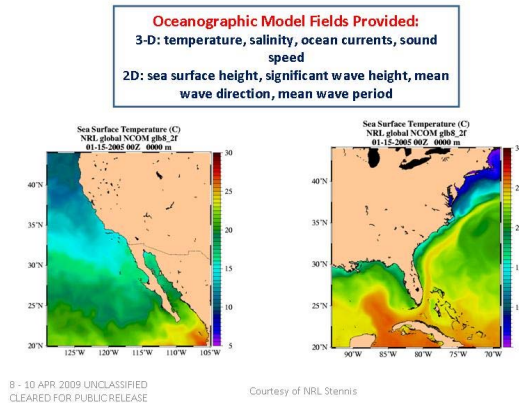 Oceanographic Model Fields Provided:
3-D: temperature, salinity, ocean currents, sound
speed
2D: sea surface height, significant wave height, mean
wave direction, mean wave period
Sea Surface Temperature (C)
NRL global NCOM glb8_2f
01-15-2005 00Z 0000 m
40°N
35°N
30°N
25°N
20°N
125°W 120°W 115°W 110°W 105°W
30
25
20
15
10
5
Sea Surface Temperature (C)
NRL global NCOM glb8_2f
01-15-2005 00Z 0000 m
40°N
35°N
30°N
25°N
20°N
90°W 85°W 80°W 75°W 70°W
8 - 10 APR 2009 UNCLASSIFIED
CLEARED FOR PUBLIC RELEASE
Courtesy of NRL Stennis